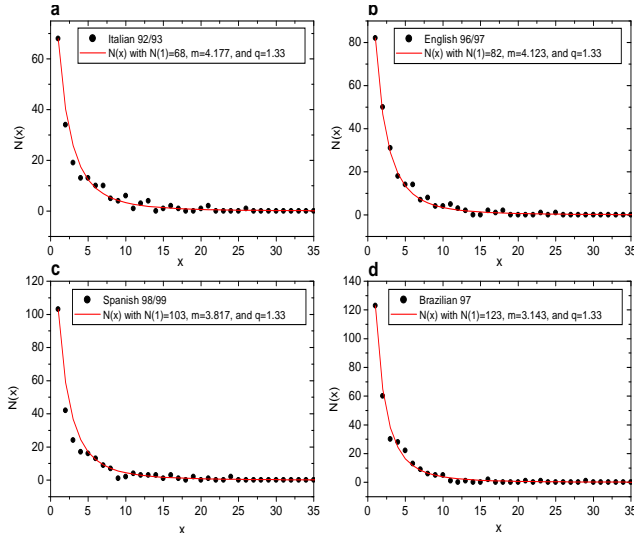 a
Italian 92/93
N(x) with N(1)=68, m=4.177, and q=1.33
N(x)
60
40
20
0
0 5 10 15 20 25 30 35
x
b
English 96/97
N(x) with N(1)=82, m=4.123, and q=1.33
N(x)
80
60
40
20
0
0 5 10 15 20 25 30 35
x
c
Spanish 98/99
N(x) with N(1)=103, m=3.817, and q=1.33
N(x)
120
100
80
60
40
20
0
0 5 10 15 20 25 30 35
x
d
Brazilian 97
N(x) with N(1)=123, m=3.143, and q=1.33
N(x)
140
120
100
80
60
40
20
0
0 5 10 15 20 25 30 35
x